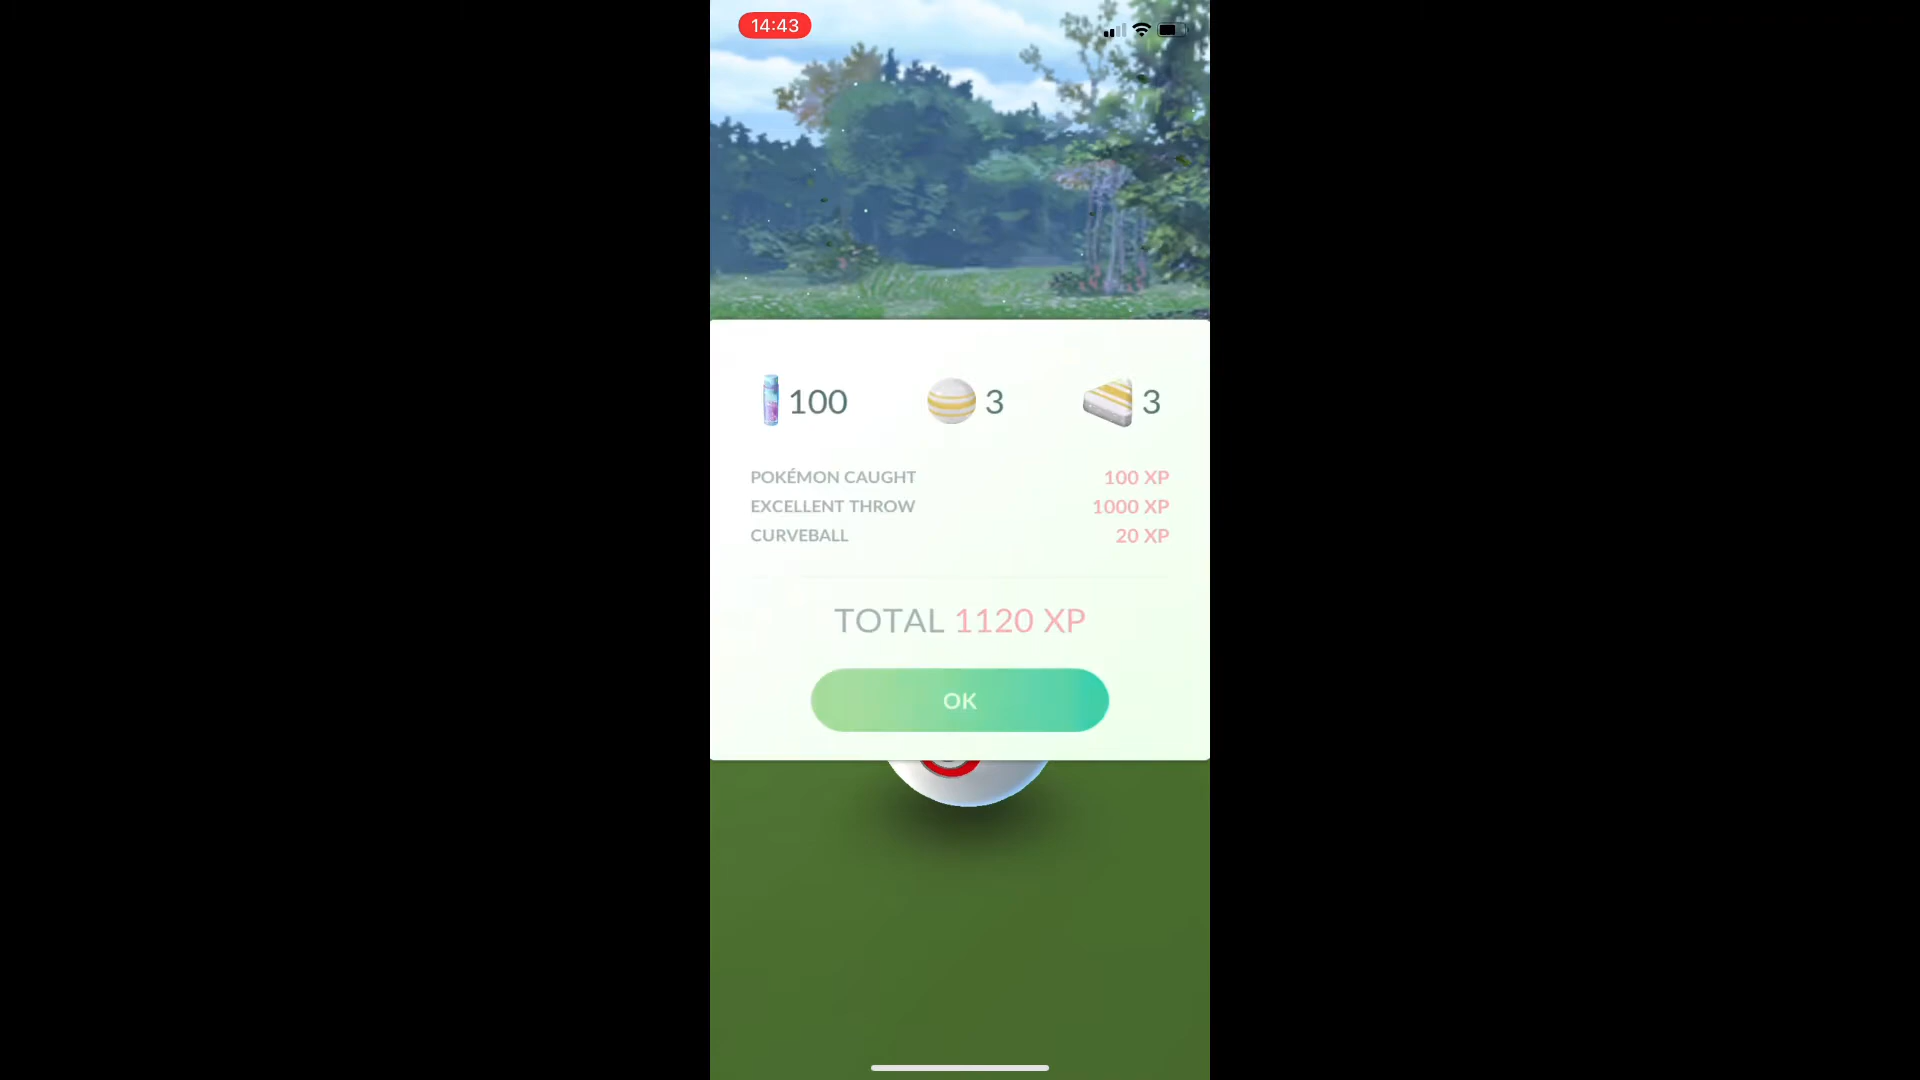 14:43
100 3 3
POKÉMON CAUGHT 100 XP
EXCELLENT THROW 1000 XP
CURVEBALL 20 XP
TOTAL 1120 XP
OK